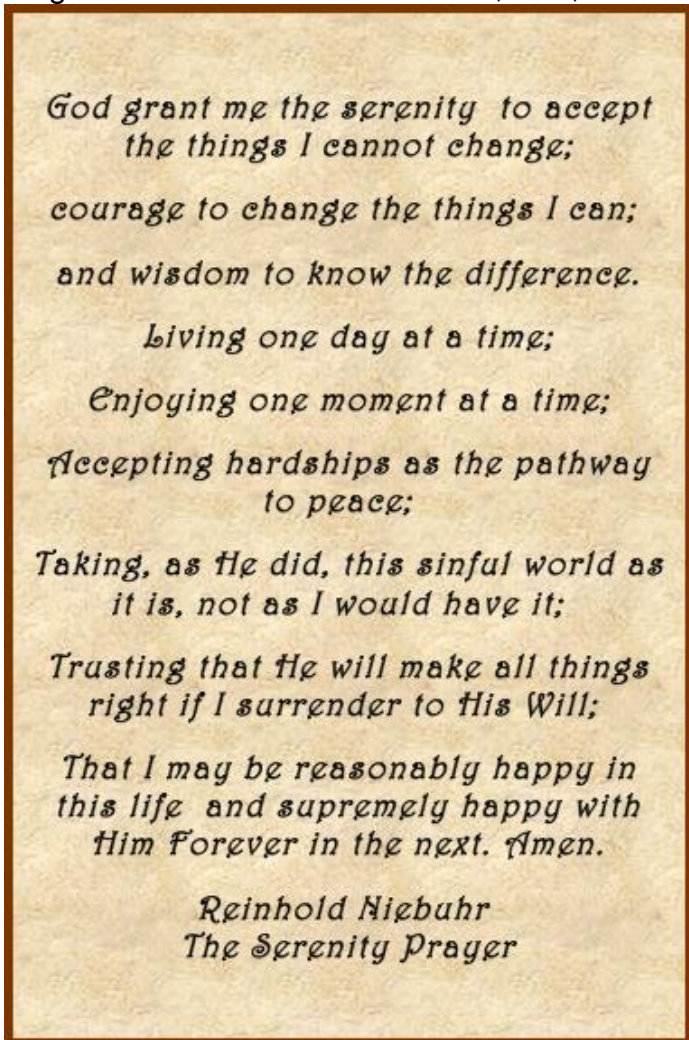 God grant me the serenity to accept
the things I cannot change;
courage to change the things I can;
and wisdom to know the difference.
Living one day at a time;
Enjoying one moment at a time;
Accepting hardships as the pathway
to peace;
Taking, as He did, this sinful world as
it is, not as I would have it;
Trusting that He will make all things
right if I surrender to His Will;
That I may be reasonably happy in
this life and supremely happy with
Him Forever in the next. Amen.
Reinhold Niebuhr
The Serenity Prayer